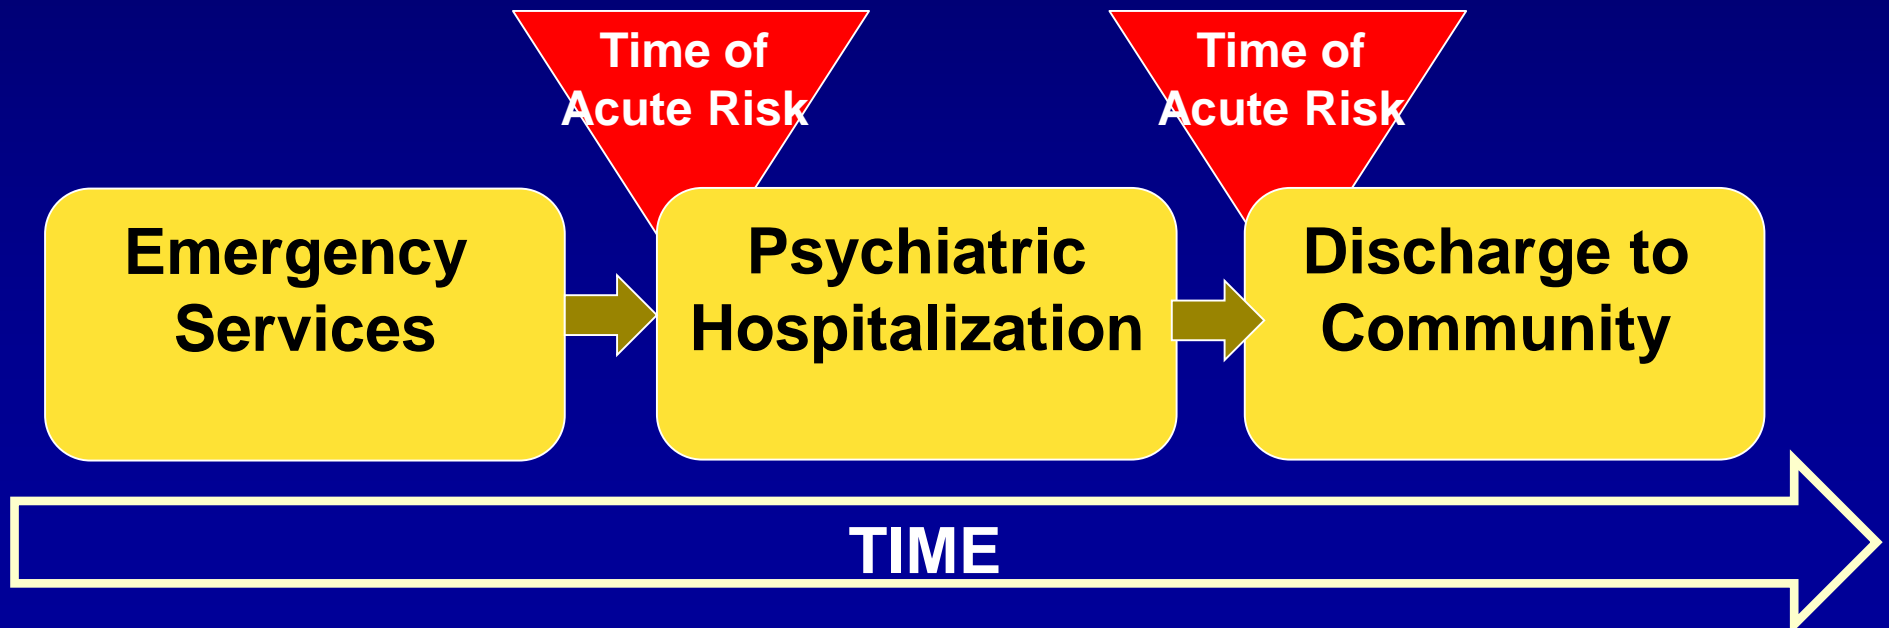 Time of
Acute Risk
Time of
Acute Risk
Emergency
Services
Psychiatric
Hospitalization
Discharge to
Community
TIME